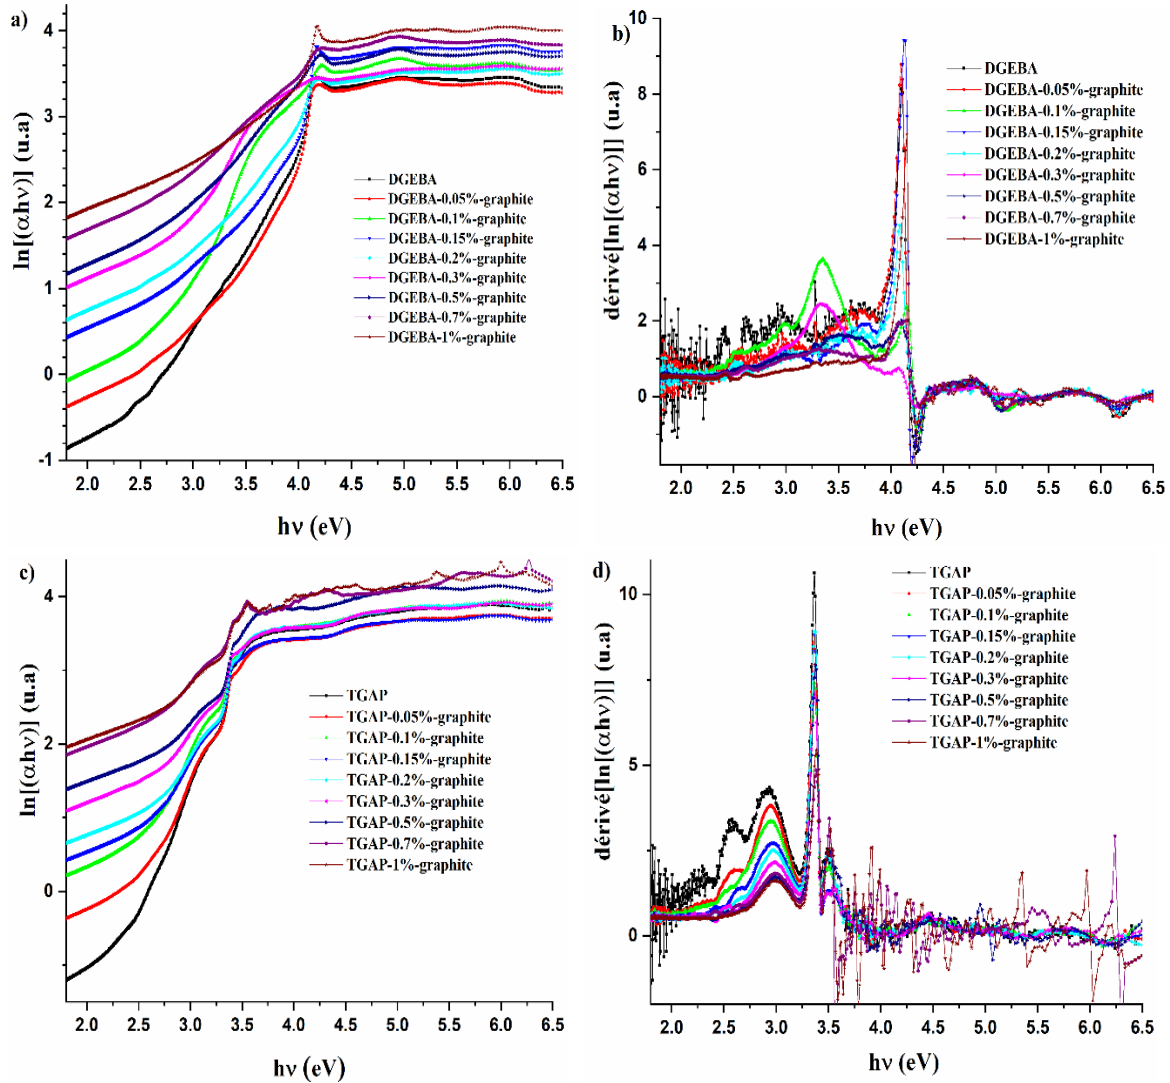 a)
ln[(αhν)] (u.a)
4
3
2
1
0
-1
2.0 2.5 3.0 3.5 4.0 4.5 5.0 5.5 6.0 6.5
hν (eV)
DGEBA
DGEBA-0.05%-graphite
DGEBA-0.1%-graphite
DGEBA-0.15%-graphite
DGEBA-0.2%-graphite
DGEBA-0.3%-graphite
DGEBA-0.5%-graphite
DGEBA-0.7%-graphite
DGEBA-1%-graphite
b)
dérivé[ln[(αhν)]] (u.a)
10
8
6
4
2
0
2.0 2.5 3.0 3.5 4.0 4.5 5.0 5.5 6.0 6.5
hν (eV)
DGEBA
DGEBA-0.05%-graphite
DGEBA-0.1%-graphite
DGEBA-0.15%-graphite
DGEBA-0.2%-graphite
DGEBA-0.3%-graphite
DGEBA-0.5%-graphite
DGEBA-0.7%-graphite
DGEBA-1%-graphite
c)
ln[(αhν)] (u.a)
4
2
0
2.0 2.5 3.0 3.5 4.0 4.5 5.0 5.5 6.0 6.5
hν (eV)
TGAP
TGAP-0.05%-graphite
TGAP-0.1%-graphite
TGAP-0.15%-graphite
TGAP-0.2%-graphite
TGAP-0.3%-graphite
TGAP-0.5%-graphite
TGAP-0.7%-graphite
TGAP-1%-graphite
d)
dérivé[ln[(αhν)]] (u.a)
10
5
0
2.0 2.5 3.0 3.5 4.0 4.5 5.0 5.5 6.0 6.5
hν (eV)
TGAP
TGAP-0.05%-graphite
TGAP-0.1%-graphite
TGAP-0.15%-graphite
TGAP-0.2%-graphite
TGAP-0.3%-graphite
TGAP-0.5%-graphite
TGAP-0.7%-graphite
TGAP-1%-graphite